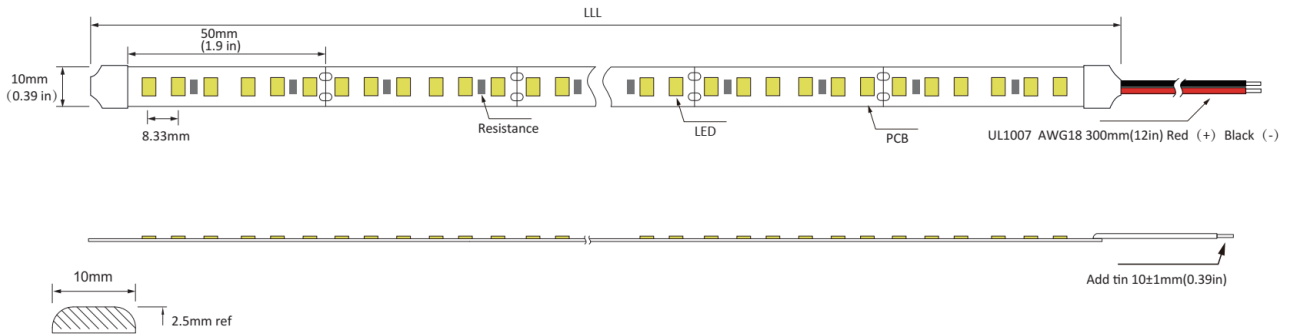 LLL
50mm
(1.9 in)
10mm
(0.39 in)
8.33mm
Resistance
LED
PCB
UL1007 AWG18 300mm(12in) Red (+) Black (-)
Add tin 10±1mm(0.39in)
10mm
2.5mm ref